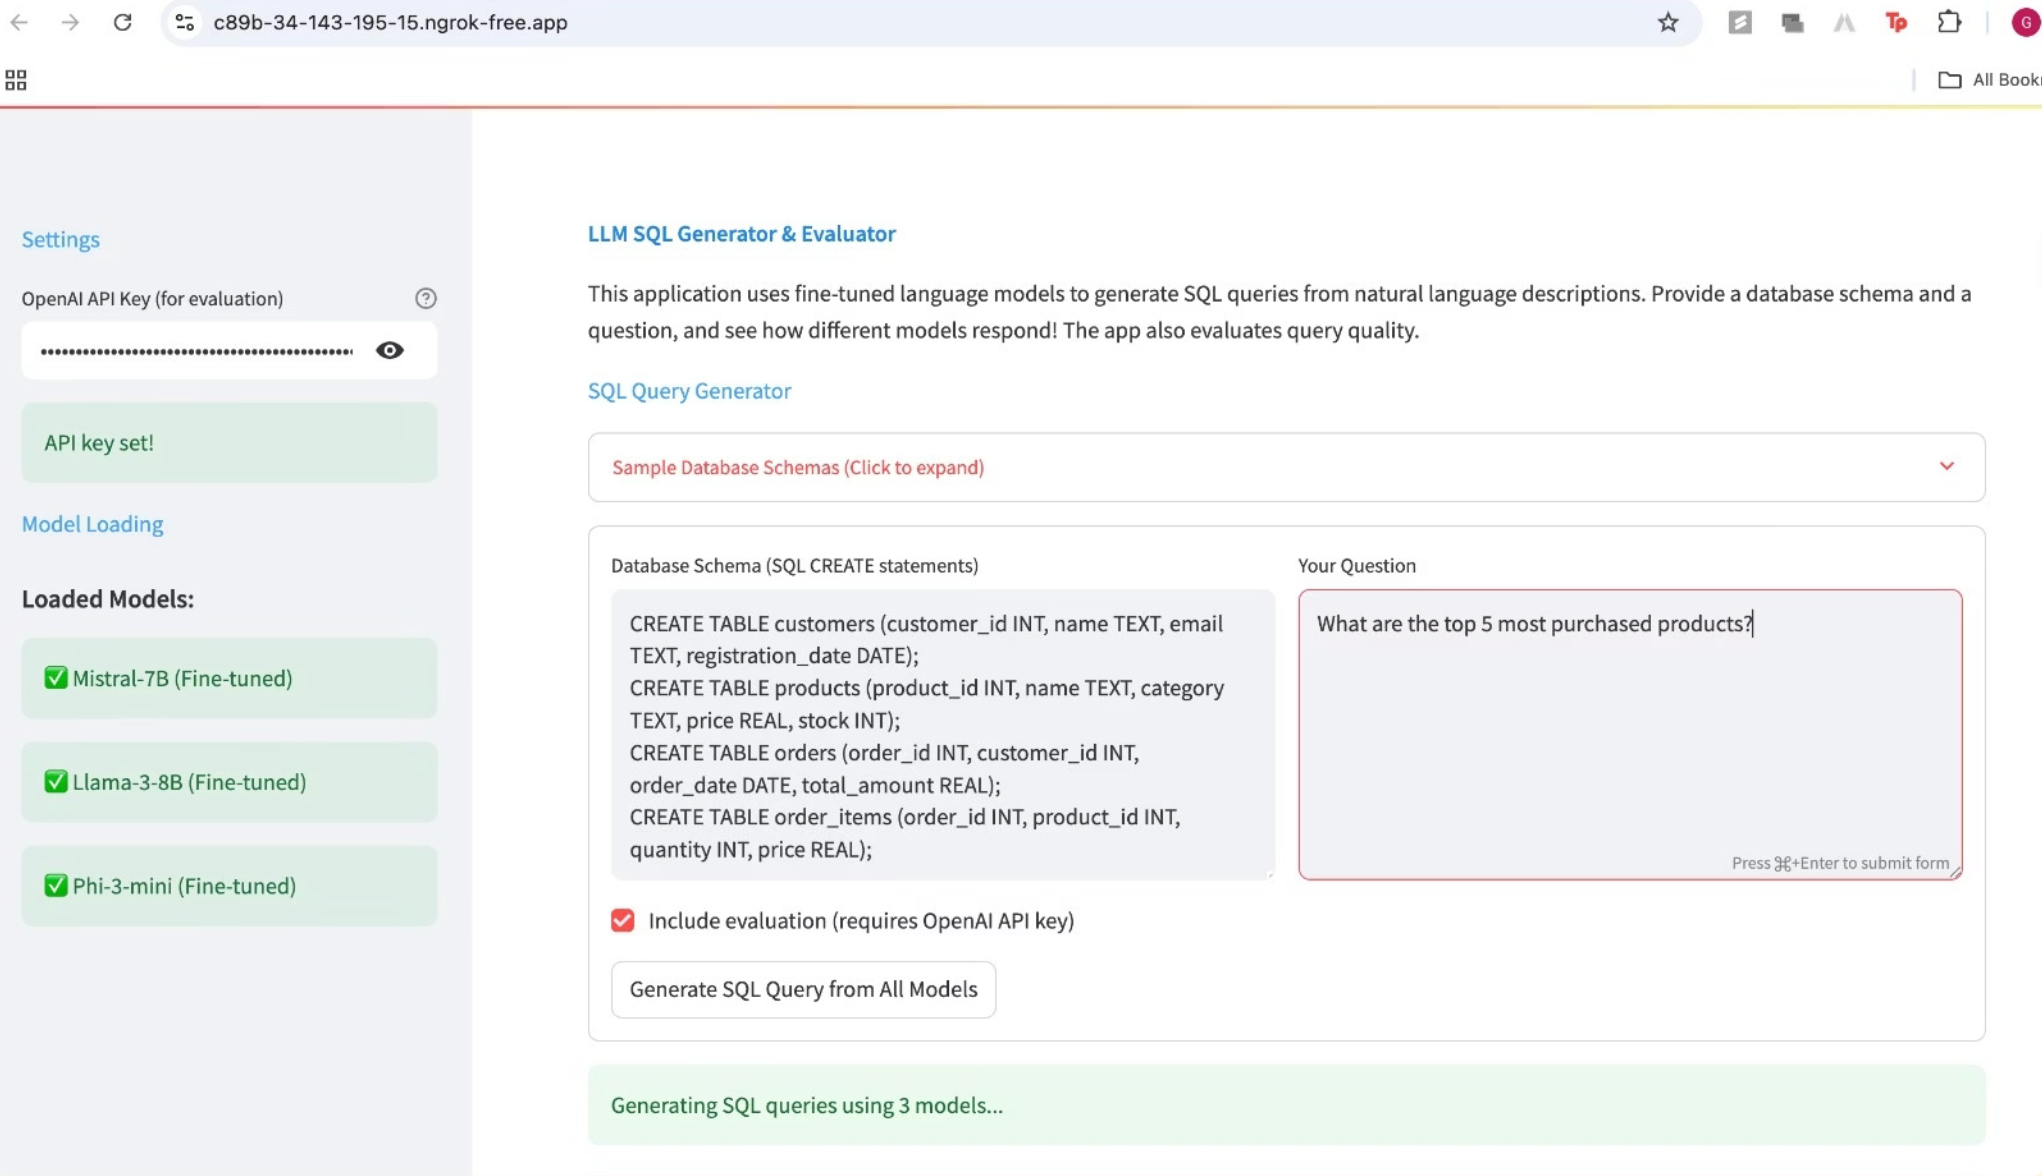 c89b-34-143-195-15.ngrok-free.app
Tp
G
All Book
Settings
OpenAI API Key (for evaluation)
?
API key set!
Model Loading
Loaded Models:
✅ Mistral-7B (Fine-tuned)
✅ Llama-3-8B (Fine-tuned)
✅ Phi-3-mini (Fine-tuned)
LLM SQL Generator & Evaluator
This application uses fine-tuned language models to generate SQL queries from natural language descriptions. Provide a database schema and a
question, and see how different models respond! The app also evaluates query quality.
SQL Query Generator
Sample Database Schemas (Click to expand)
Database Schema (SQL CREATE statements)
CREATE TABLE customers (customer_id INT, name TEXT, email
TEXT, registration_date DATE);
CREATE TABLE products (product_id INT, name TEXT, category
TEXT, price REAL, stock INT);
CREATE TABLE orders (order_id INT, customer_id INT,
order_date DATE, total_amount REAL);
CREATE TABLE order_items (order_id INT, product_id INT,
quantity INT, price REAL);
Your Question
What are the top 5 most purchased products?
Press ⌘+Enter to submit form
Include evaluation (requires OpenAI API key)
Generate SQL Query from All Models
Generating SQL queries using 3 models...